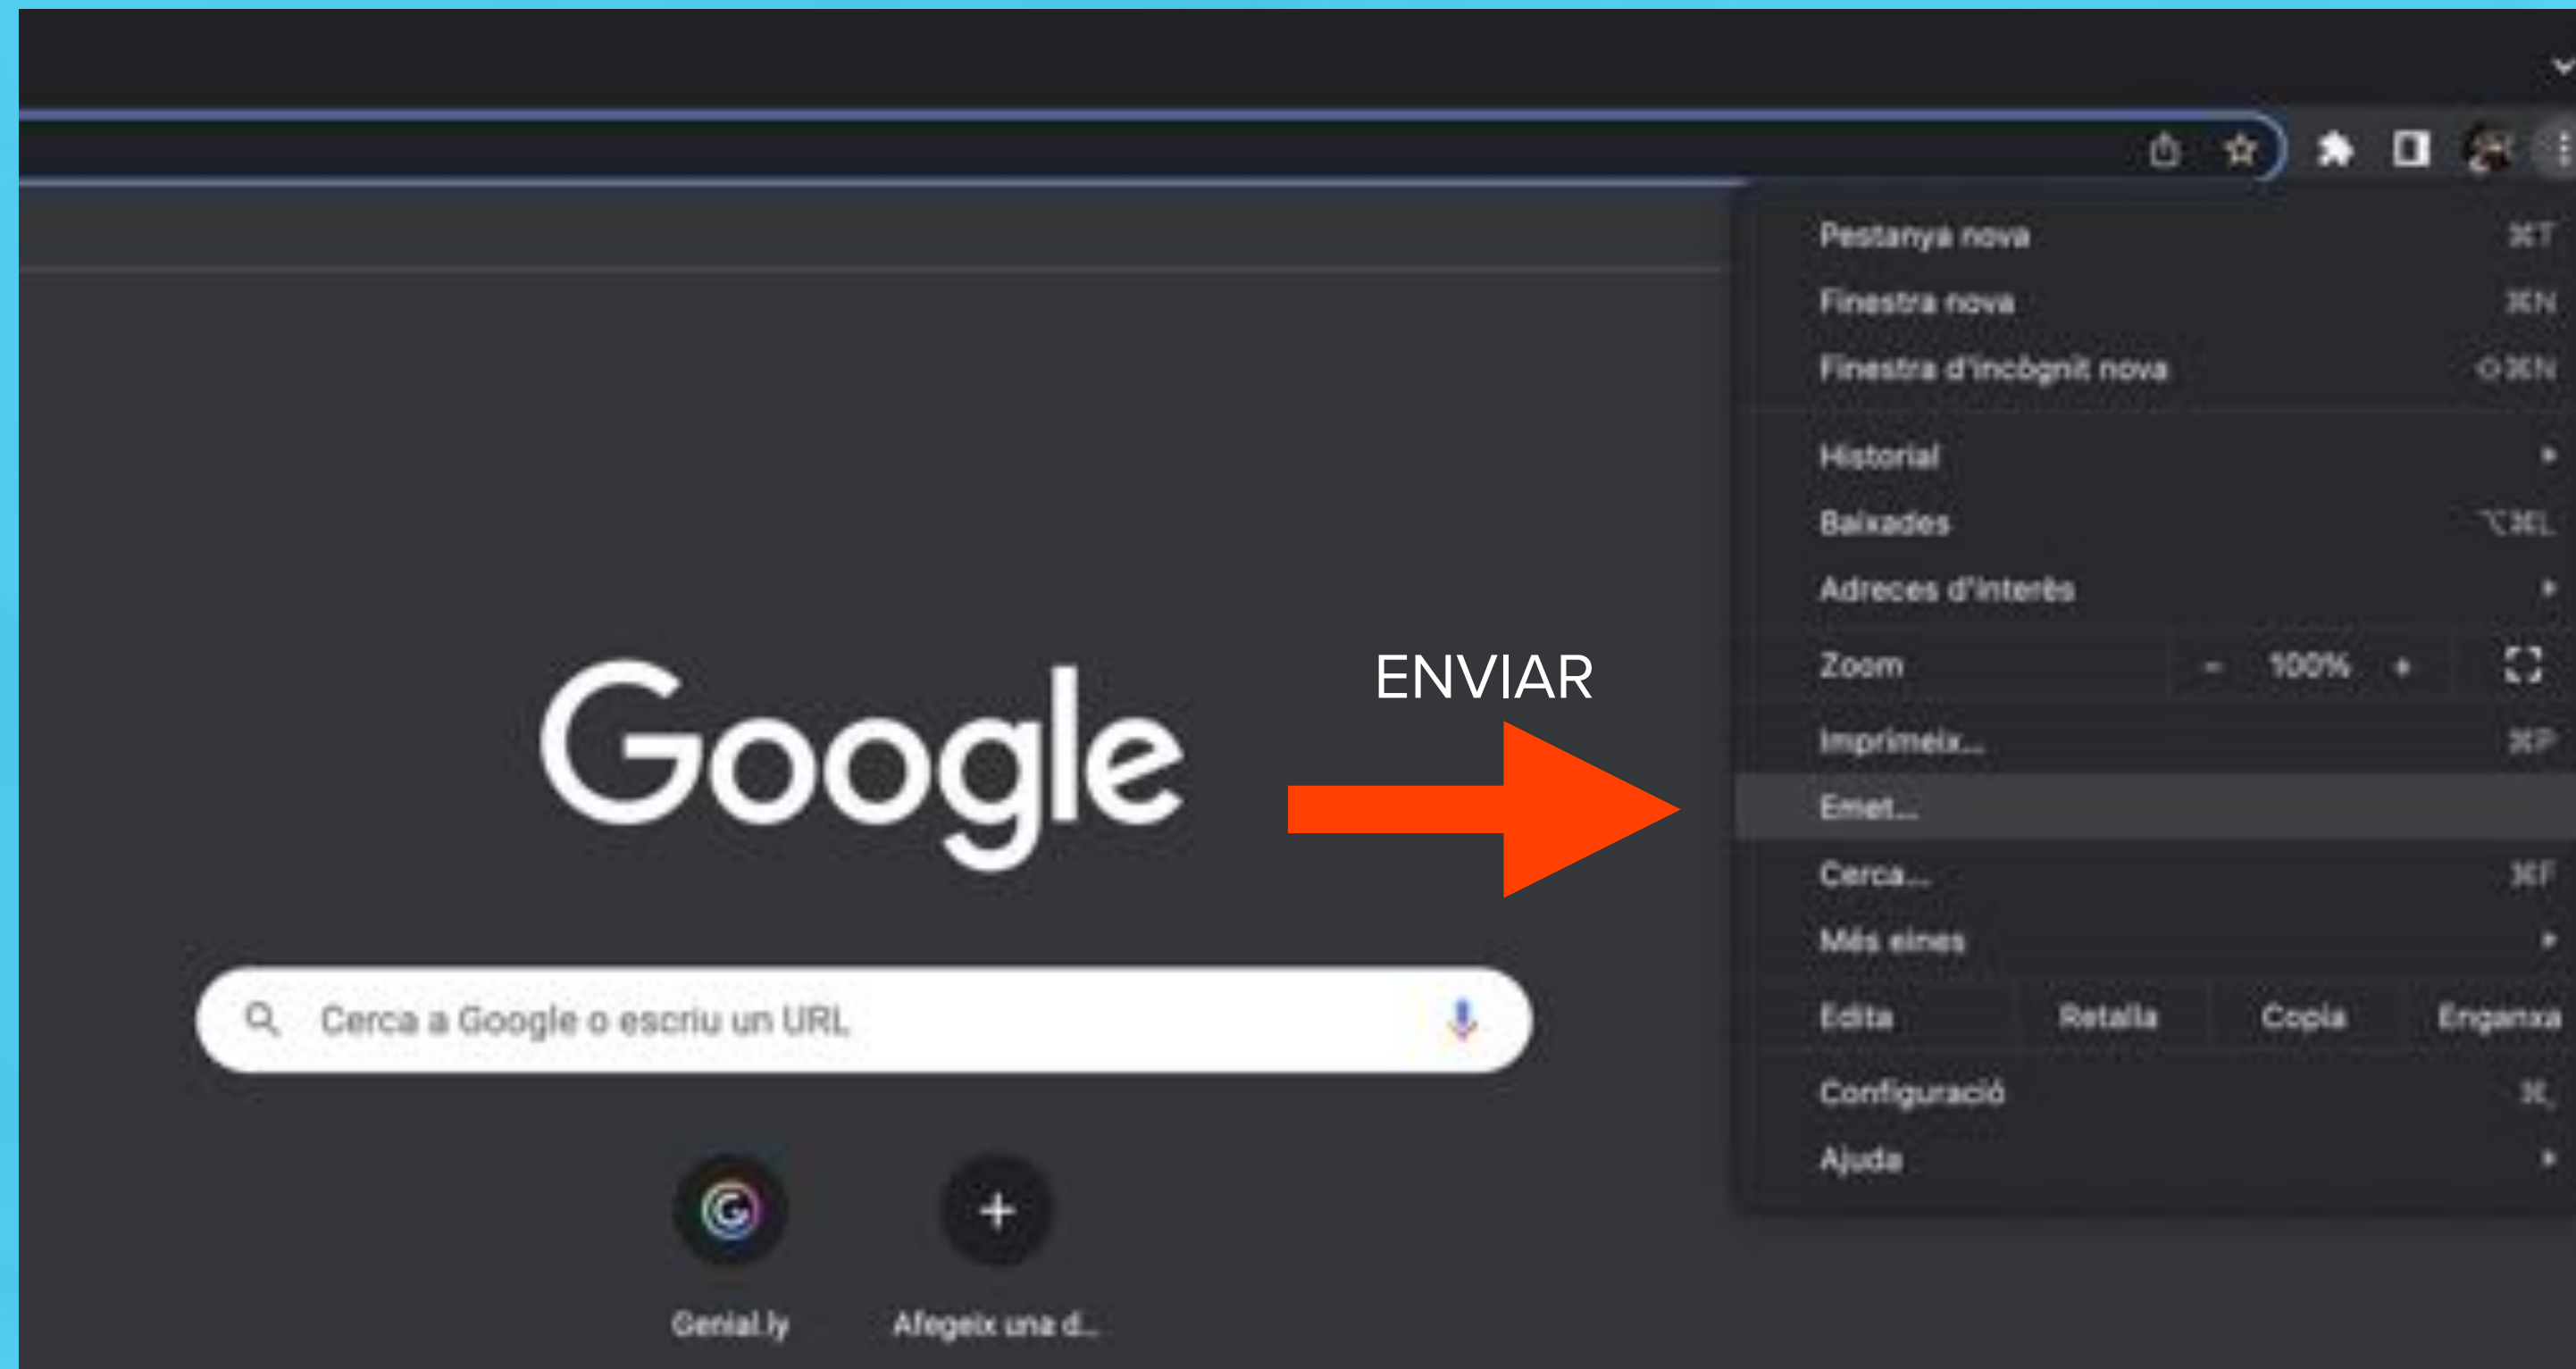 Pestanya nova ⌘T
Finestra nova ⌘N
Finestra d'incògnit nova ⇧⌘N
Historial
Baixades ⌥⌘L
Adreces d'interès
Zoom - 100% +
Imprimeix... ⌘P
Emet...
Cerca... ⌘F
Més eines
Edita Retalla Copia Enganxa
Configuració ⌘,
Ajuda
ENVIAR
Google
Cerca a Google o escriu un URL
Genial.ly
Afegeix una d...